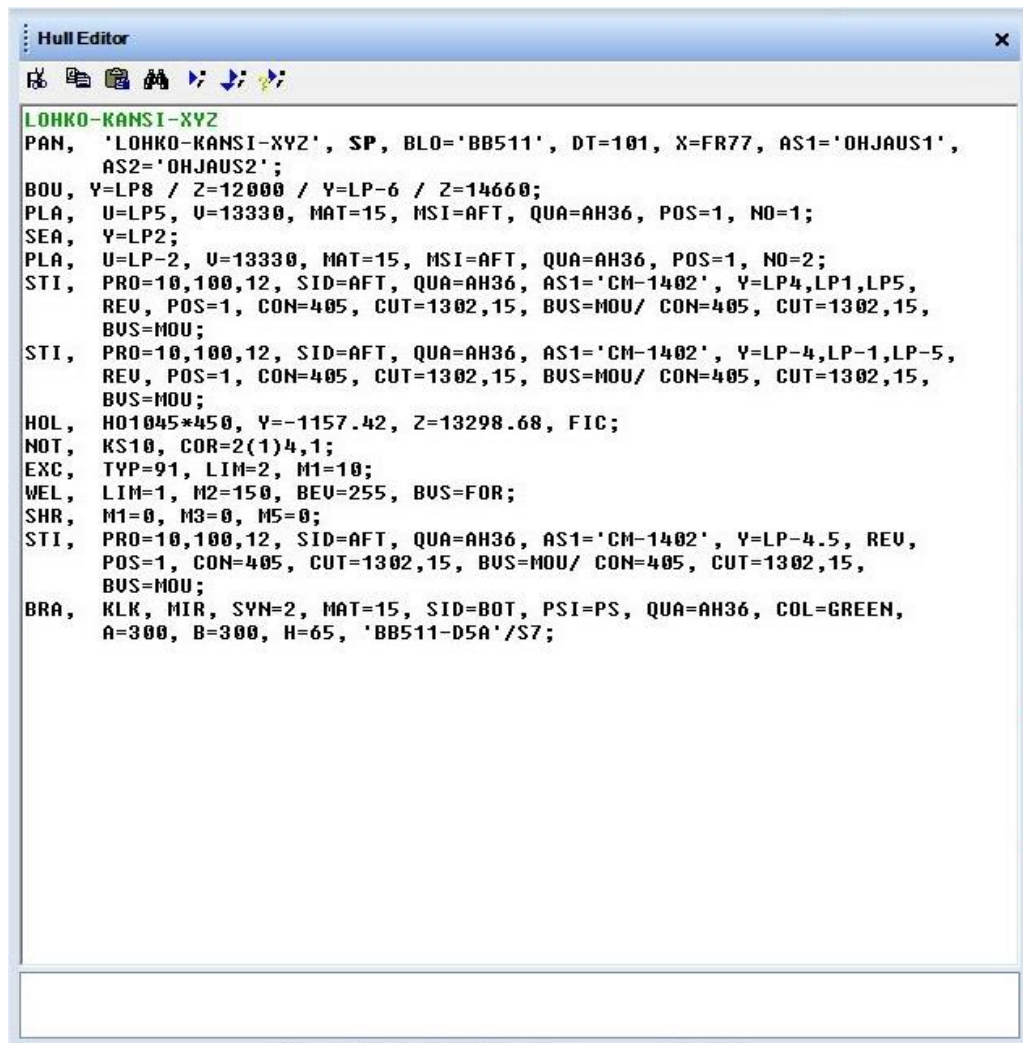 Hull Editor
LOHKO-KANSI-XYZ
PAN, 'LOHKO-KANSI-XYZ', SP, BLO='BB511', DT=101, X=FR77, AS1='OHJAUS1',
AS2='OHJAUS2';
BOU, Y=LP8 / Z=12000 / Y=LP-6 / Z=14660;
PLA, U=LP5, V=13330, MAT=15, MSI=AFT, QUA=AH36, POS=1, NO=1;
SEA, Y=LP2;
PLA, U=LP-2, V=13330, MAT=15, MSI=AFT, QUA=AH36, POS=1, NO=2;
STI, PRO=10,100,12, SID=AFT, QUA=AH36, AS1='CM-1402', Y=LP4,LP1,LP5,
REV, POS=1, CON=405, CUT=1302,15, BVS=MOU/ CON=405, CUT=1302,15,
BVS=MOU;
STI, PRO=10,100,12, SID=AFT, QUA=AH36, AS1='CM-1402', Y=LP-4,LP-1,LP-5,
REV, POS=1, CON=405, CUT=1302,15, BVS=MOU/ CON=405, CUT=1302,15,
BVS=MOU;
HOL, HO1045*450, Y=-1157.42, Z=13298.68, FIC;
NOT, KS10, COR=2(1)4,1;
EXC, TYP=91, LIM=2, M1=10;
WEL, LIM=1, M2=150, BEV=255, BVS=FOR;
SHR, M1=0, M3=0, M5=0;
STI, PRO=10,100,12, SID=AFT, QUA=AH36, AS1='CM-1402', Y=LP-4.5, REV,
POS=1, CON=405, CUT=1302,15, BVS=MOU/ CON=405, CUT=1302,15,
BVS=MOU;
BRA, KLK, MIR, SYN=2, MAT=15, SID=BOT, PSI=PS, QUA=AH36, COL=GREEN,
A=300, B=300, H=65, 'BB511-D5A'/S7;